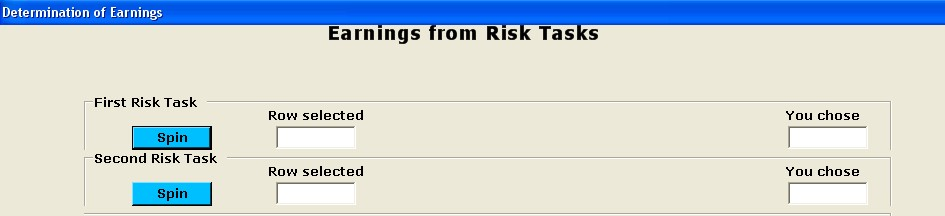 Determination of Earnings
Earnings from Risk Tasks
First Risk Task
Row selected You chose
Spin
Second Risk Task
Row selected You chose
Spin